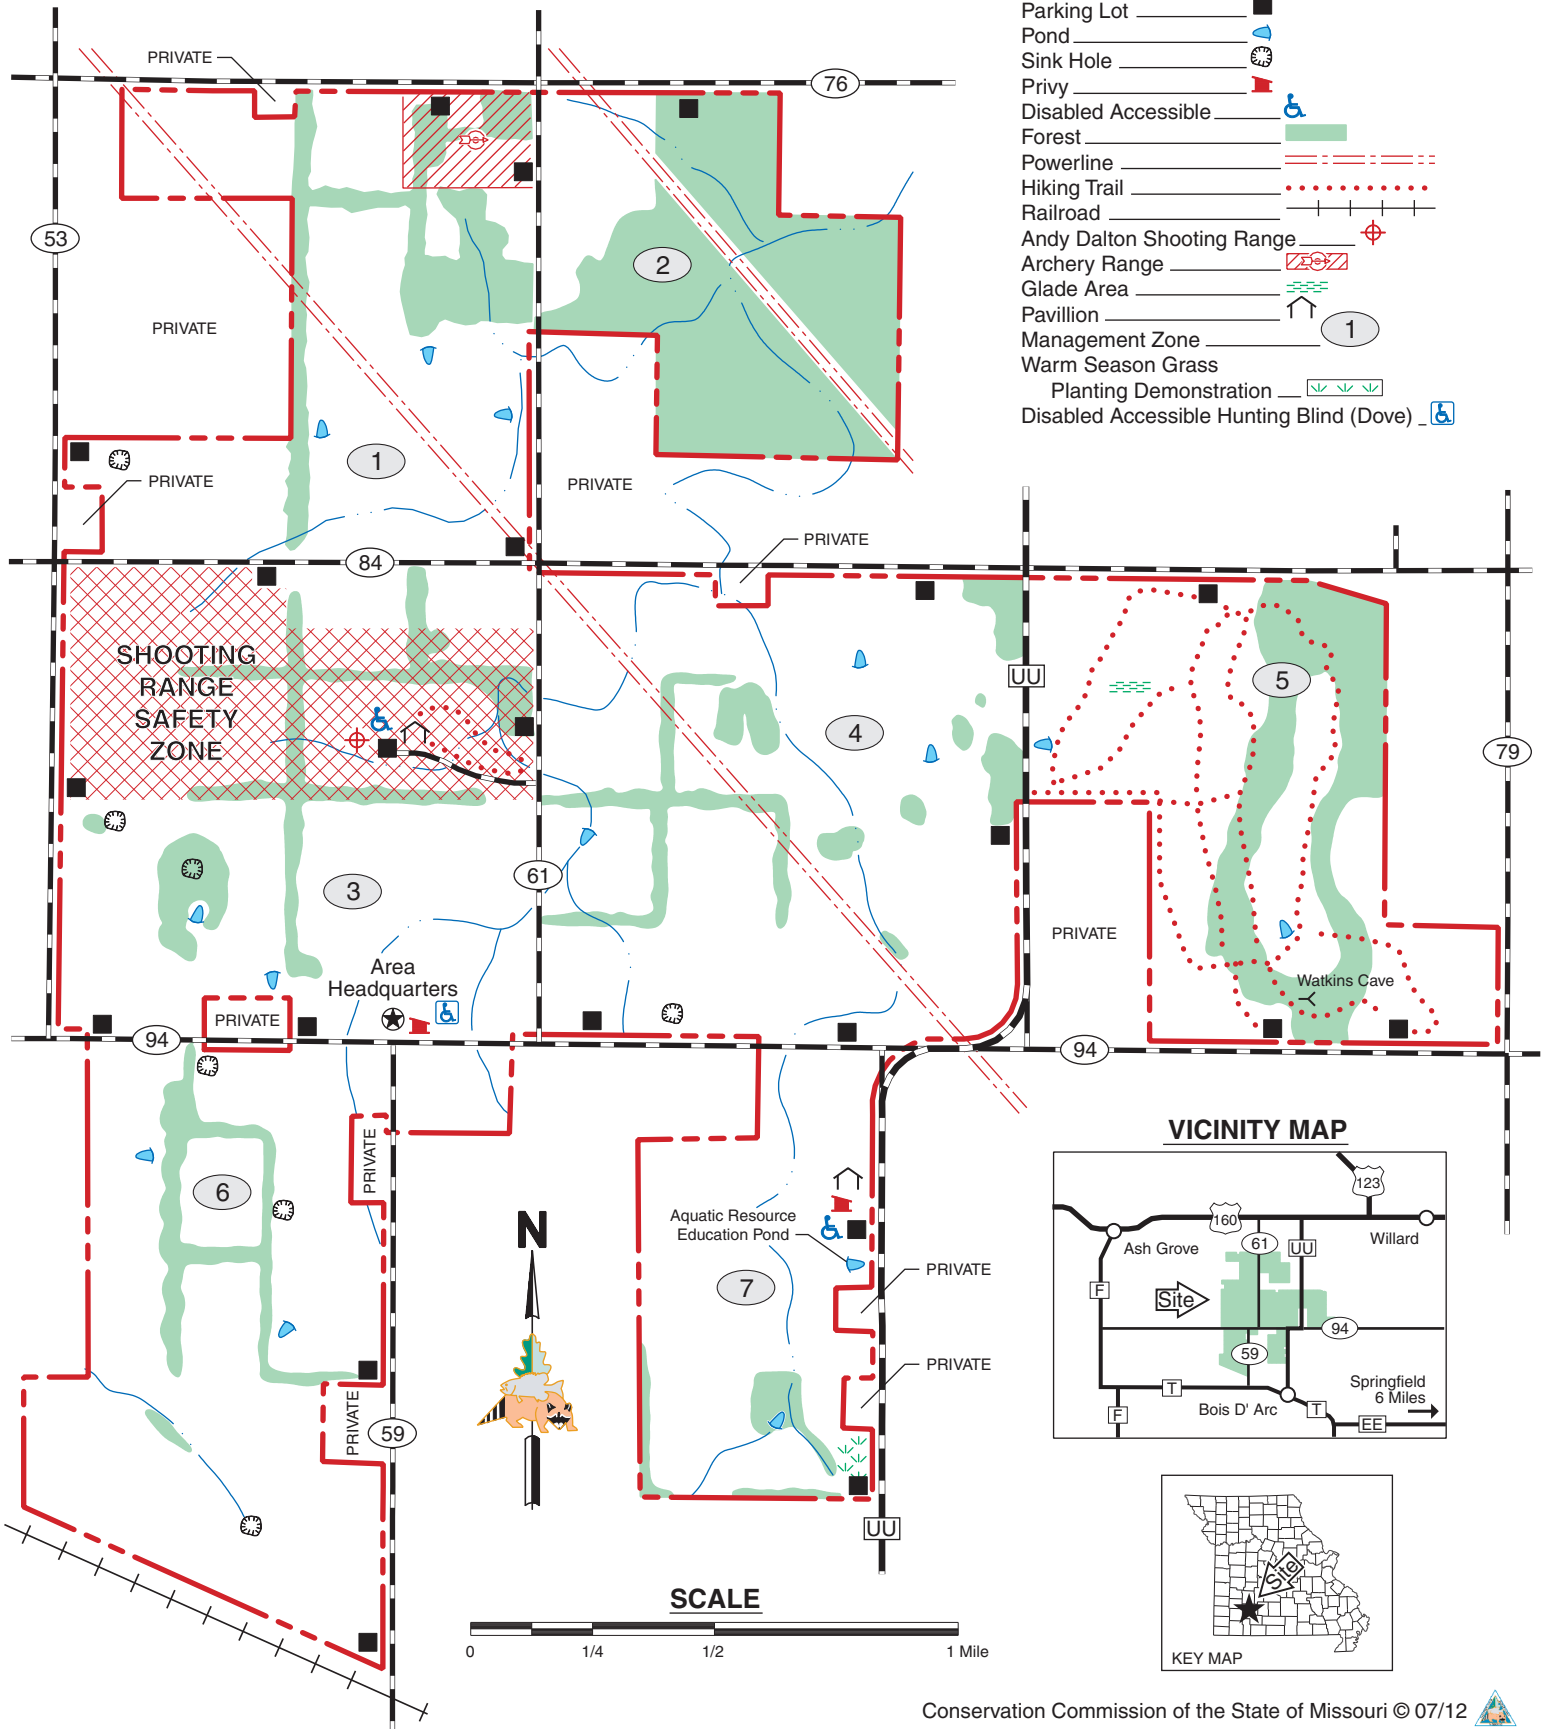 Parking Lot
Pond
Sink Hole
Privy
Disabled Accessible
Forest
Powerline
Hiking Trail
Railroad
Andy Dalton Shooting Range
Archery Range
Glade Area
Pavillion
Management Zone
1
Warm Season Grass
Planting Demonstration
Disabled Accessible Hunting Blind (Dove)
PRIVATE
76
53
2
PRIVATE
1
PRIVATE
PRIVATE
PRIVATE
84
SHOOTING
RANGE
SAFETY
ZONE
UU
5
4
79
61
3
PRIVATE
Area
Headquarters
Watkins Cave
PRIVATE
94
94
PRIVATE
6
N
Aquatic Resource
Education Pond
7
PRIVATE
PRIVATE
PRIVATE
59
UU
VICINITY MAP
123
160
61
UU
Ash Grove
Willard
F
Site
94
59
T
Springfield
6 Miles
Bois D' Arc
T
F
EE
Site
KEY MAP
SCALE
0
1/4
1/2
1 Mile
Conservation Commission of the State of Missouri © 07/12